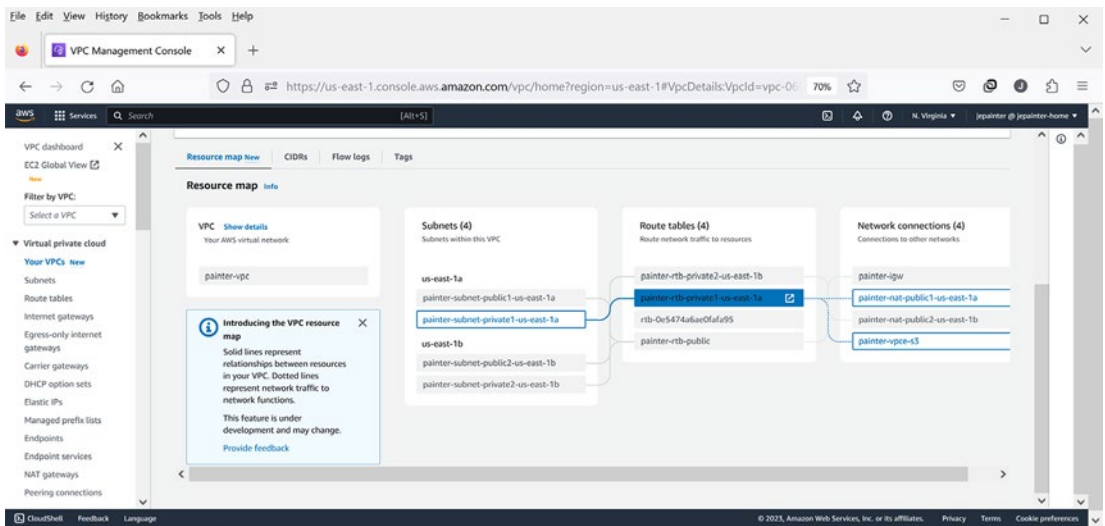 File Edit View History Bookmarks Tools Help
VPC Management Console
https://us-east-1.console.aws.amazon.com/vpc/home?region=us-east-1#VpcDetails:VpcId=vpc-06 70%
aws Services Search [Alt+S] N. Virginia jepainter @ jepainter-home
VPC dashboard
EC2 Global View
New
Filter by VPC:
Select a VPC
Virtual private cloud
Your VPCs New
Subnets
Route tables
Internet gateways
Egress-only internet
gateways
Carrier gateways
DHCP option sets
Elastic IPs
Managed prefix lists
Endpoints
Endpoint services
NAT gateways
Peering connections
Resource map New CIDRs Flow logs Tags
Resource map Info
VPC Show details
Your AWS virtual network
painter-vpc
Introducing the VPC resource
map
Solid lines represent
relationships between resources
in your VPC. Dotted lines
represent network traffic to
network functions.
This feature is under
development and may change.
Provide feedback
Subnets (4)
Subnets within this VPC
us-east-1a
painter-subnet-public1-us-east-1a
painter-subnet-private1-us-east-1a
us-east-1b
painter-subnet-public2-us-east-1b
painter-subnet-private2-us-east-1b
Route tables (4)
Route network traffic to resources
painter-rtb-private2-us-east-1b
painter-rtb-private1-us-east-1a
rtb-0e5474a6ae0fafa95
painter-rtb-public
Network connections (4)
Connections to other networks
painter-igw
painter-nat-public1-us-east-1a
painter-nat-public2-us-east-1b
painter-vpce-s3
CloudShell Feedback Language © 2023, Amazon Web Services, Inc. or its affiliates. Privacy Terms Cookie preferences